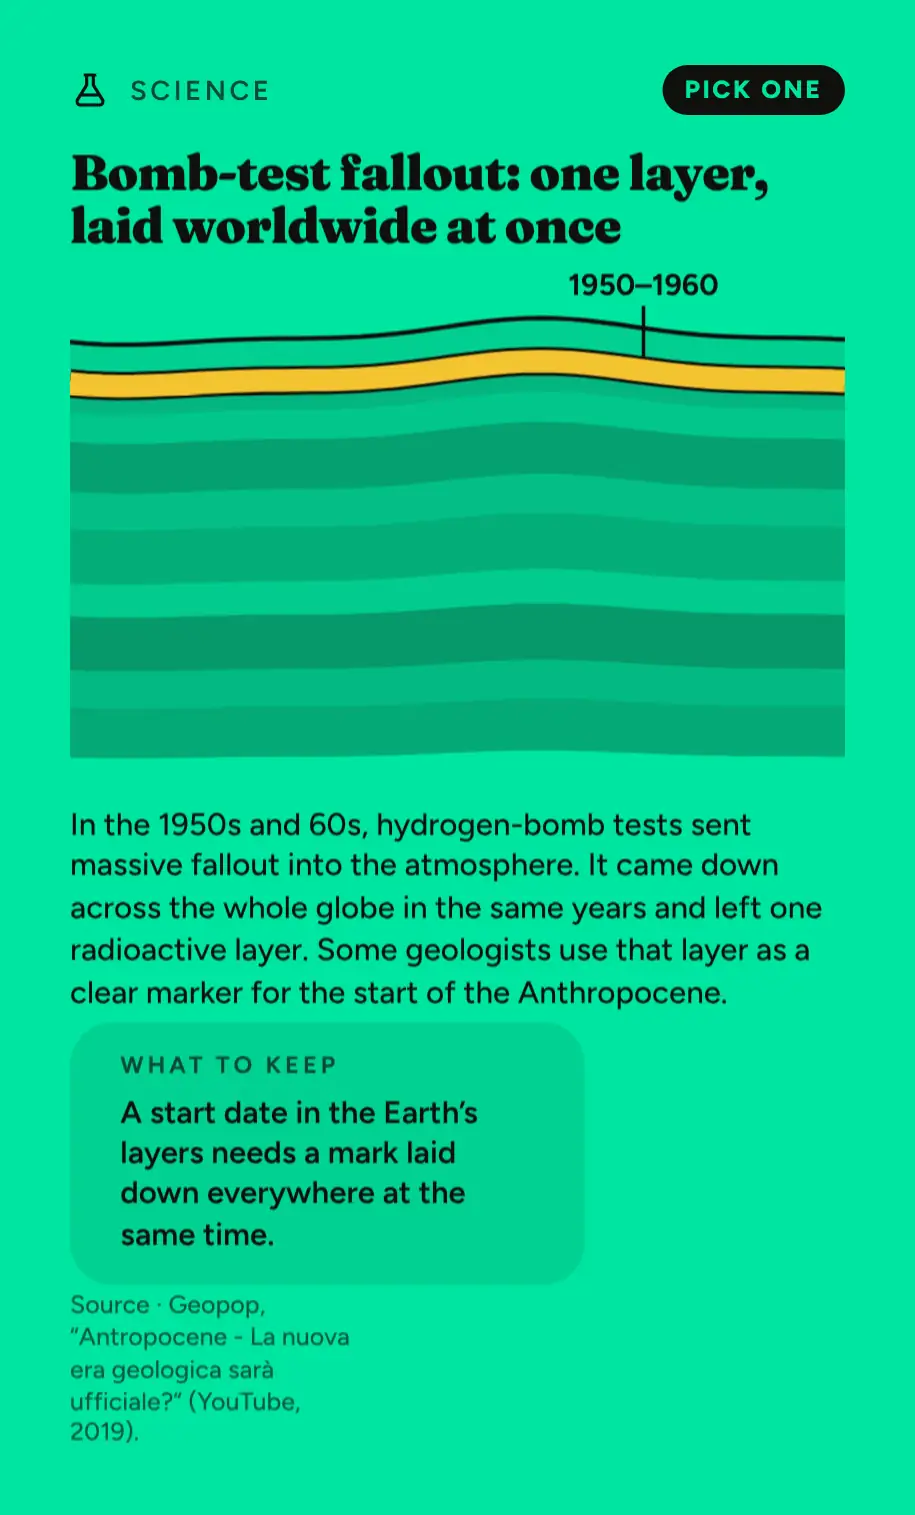 SCIENCE
PICK ONE
Bomb-test fallout: one layer,
laid worldwide at once
1950–1960
In the 1950s and 60s, hydrogen-bomb tests sent
massive fallout into the atmosphere. It came down
across the whole globe in the same years and left one
radioactive layer. Some geologists use that layer as a
clear marker for the start of the Anthropocene.
WHAT TO KEEP
A start date in the Earth’s
layers needs a mark laid
down everywhere at the
same time.
Source · Geopop,
“Antropocene - La nuova
era geologica sarà
ufficiale?” (YouTube,
2019).